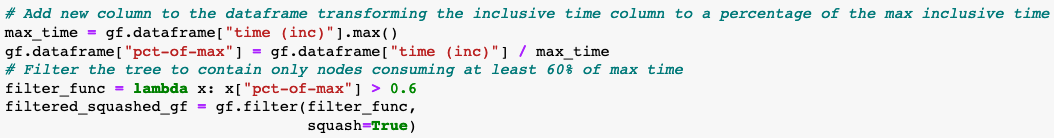 # Add new column to the dataframe transforming the inclusive time column to a percentage of the max inclusive time
max_time = gf.dataframe["time (inc)"].max()
gf.dataframe["pct-of-max"] = gf.dataframe["time (inc)"] / max_time
# Filter the tree to contain only nodes consuming at least 60% of max time
filter_func = lambda x: x["pct-of-max"] > 0.6
filtered_squashed_gf = gf.filter(filter_func,
                                 squash=True)